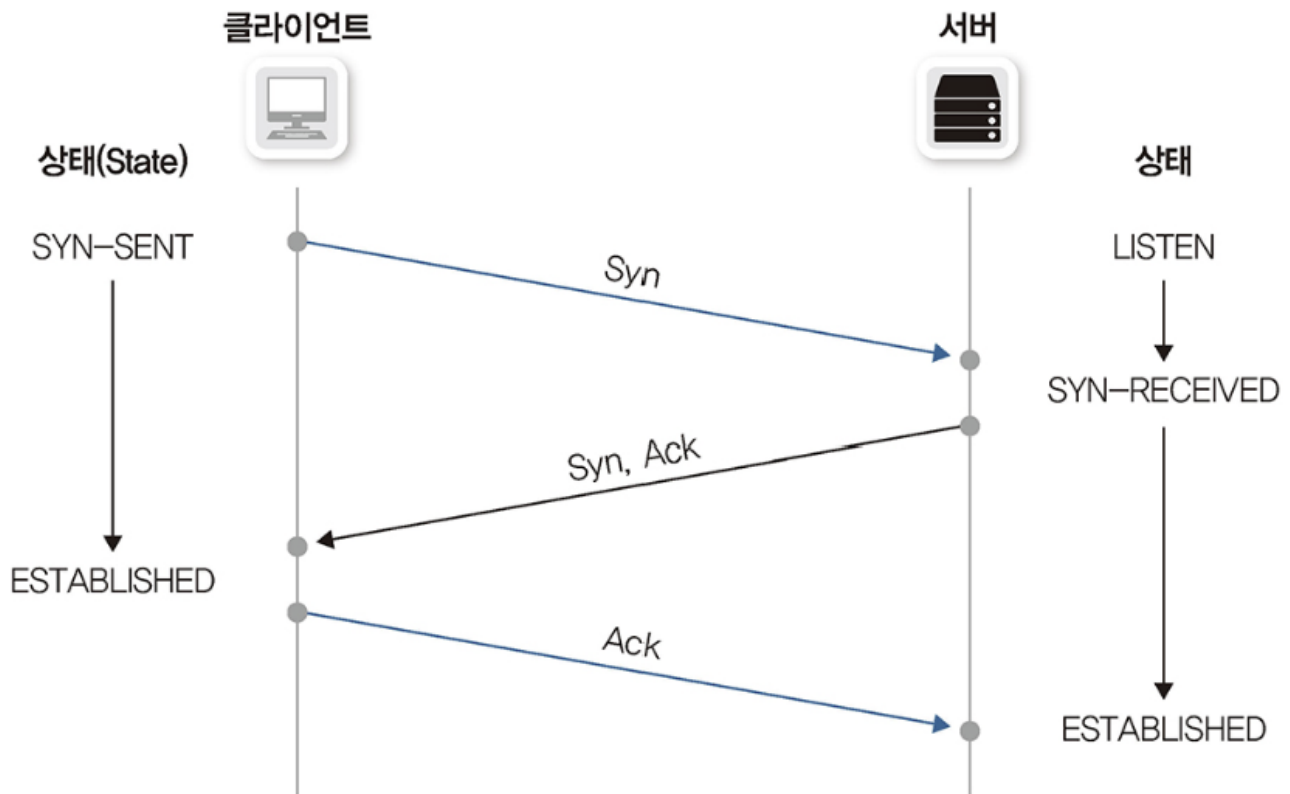 클라이언트
서버
상태(State)
상태
SYN-SENT
LISTEN
Syn
SYN-RECEIVED
Syn, Ack
ESTABLISHED
Ack
ESTABLISHED